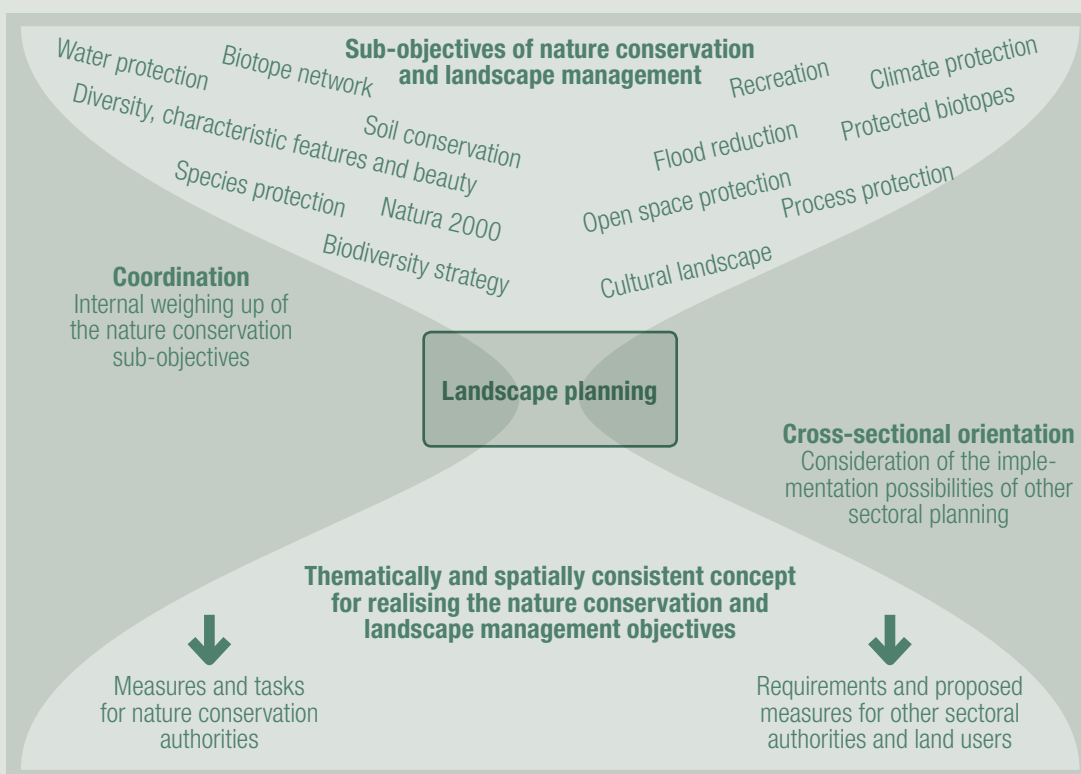 Sub-objectives of nature conservation
and landscape management
Water protection
Biotope network
Recreation
Climate protection
Diversity, characteristic features and beauty
Soil conservation
Flood reduction
Protected biotopes
Species protection
Natura 2000
Open space protection
Process protection
Biodiversity strategy
Cultural landscape
Coordination
Internal weighing up of
the nature conservation
sub-objectives
Landscape planning
Cross-sectional orientation
Consideration of the imple-
mentation possibilities of other
sectoral planning
Thematically and spatially consistent concept
for realising the nature conservation and
landscape management objectives
Measures and tasks
for nature conservation
authorities
Requirements and proposed
measures for other sectoral
authorities and land users